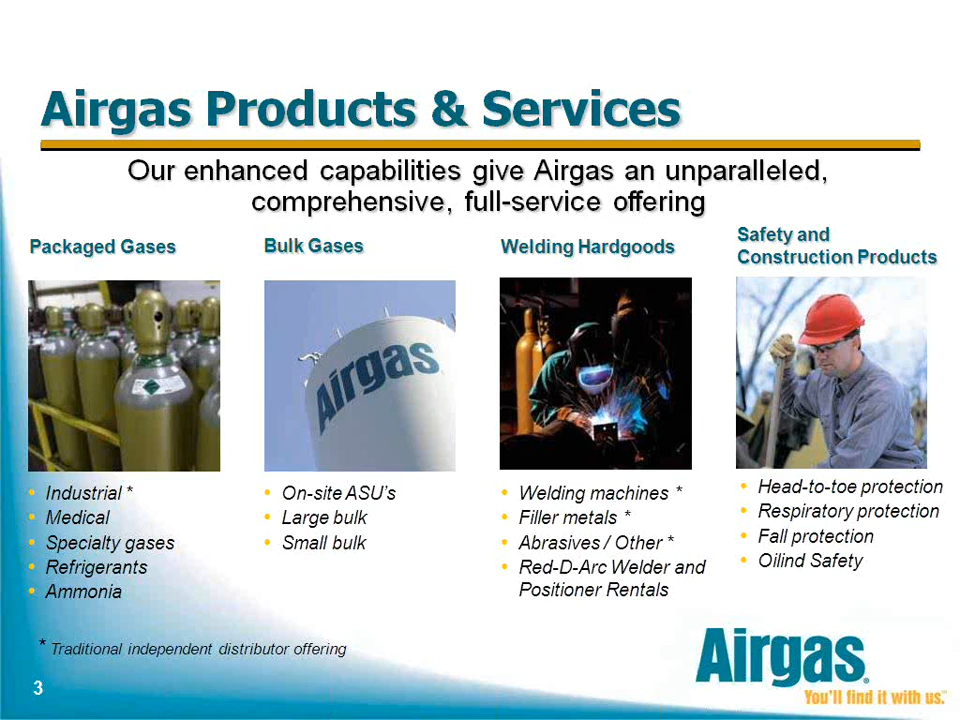 Airgas Products & Services
Our enhanced capabilities give Airgas an unparalleled,
comprehensive, full-service offering
Packaged Gases
• Industrial *
• Medical
• Specialty gases
• Refrigerants
• Ammonia
Bulk Gases
Airgas
• On-site ASU's
• Large bulk
• Small bulk
Welding Hardgoods
• Welding machines *
• Filler metals *
• Abrasives / Other *
• Red-D-Arc Welder and
Positioner Rentals
Safety and
Construction Products
• Head-to-toe protection
• Respiratory protection
• Fall protection
• Oilind Safety
* Traditional independent distributor offering
3
Airgas®
You'll find it with us.™